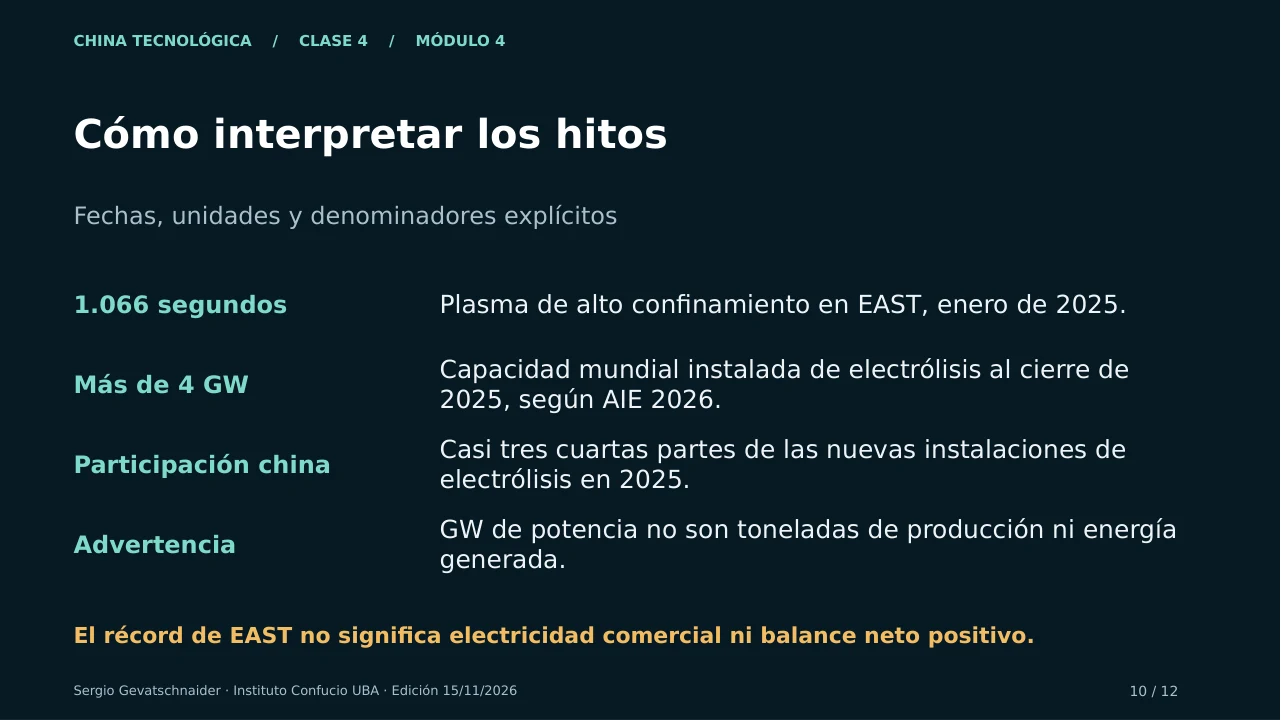 CHINA TECNOLÓGICA / CLASE 4 / MÓDULO 4
Cómo interpretar los hitos
Fechas, unidades y denominadores explícitos
1.066 segundos
Plasma de alto confinamiento en EAST, enero de 2025.
Más de 4 GW
Capacidad mundial instalada de electrólisis al cierre de
2025, según AIE 2026.
Participación china
Casi tres cuartas partes de las nuevas instalaciones de
electrólisis en 2025.
Advertencia
GW de potencia no son toneladas de producción ni energía
generada.
El récord de EAST no significa electricidad comercial ni balance neto positivo.
Sergio Gevatschnaider · Instituto Confucio UBA · Edición 15/11/2026
10 / 12